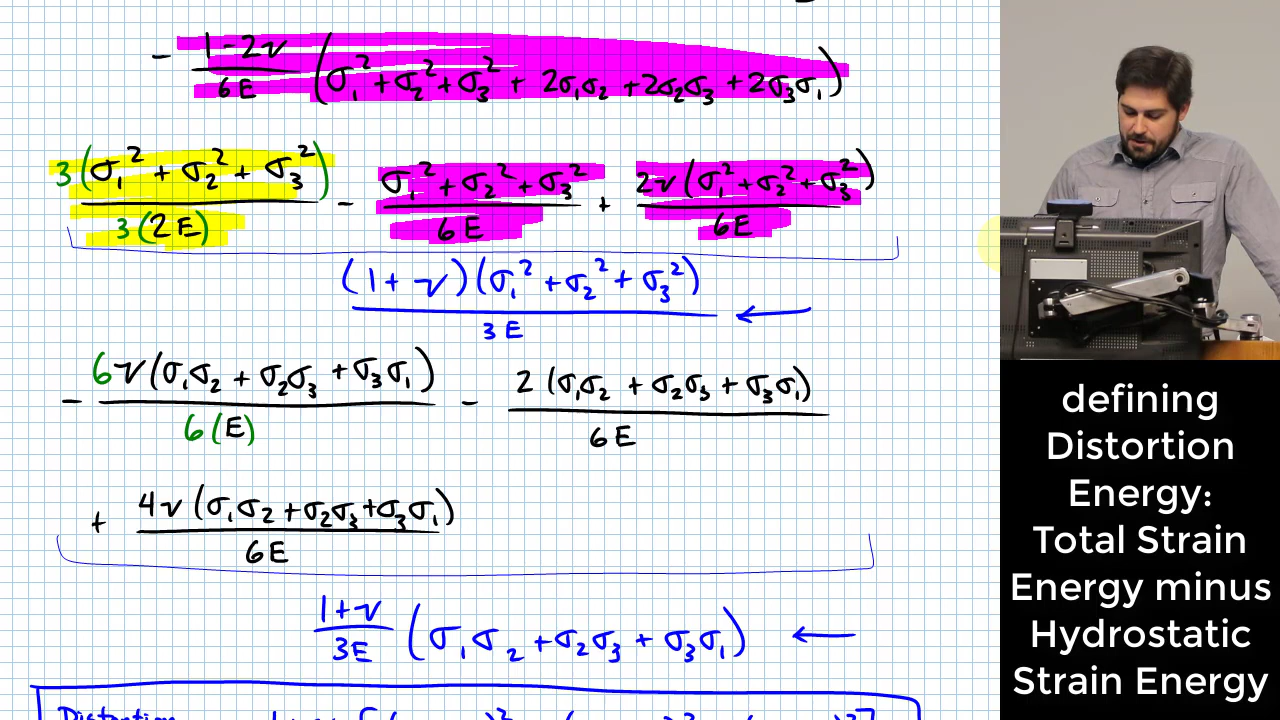 − (1−2ν)/(6E) (σ₁² + σ₂² + σ₃² + 2σ₁σ₂ + 2σ₂σ₃ + 2σ₃σ₁)
3(σ₁² + σ₂² + σ₃²)/3(2E) − (σ₁² + σ₂² + σ₃²)/6E + 2ν(σ₁² + σ₂² + σ₃²)/6E
(1+ν)(σ₁² + σ₂² + σ₃²)/3E ←
− 6ν(σ₁σ₂ + σ₂σ₃ + σ₃σ₁)/6(E) − 2(σ₁σ₂ + σ₂σ₃ + σ₃σ₁)/6E
+ 4ν(σ₁σ₂ + σ₂σ₃ + σ₃σ₁)/6E
(1+ν)/3E (σ₁σ₂ + σ₂σ₃ + σ₃σ₁) ←
Distortion
defining
Distortion
Energy:
Total Strain
Energy minus
Hydrostatic
Strain Energy